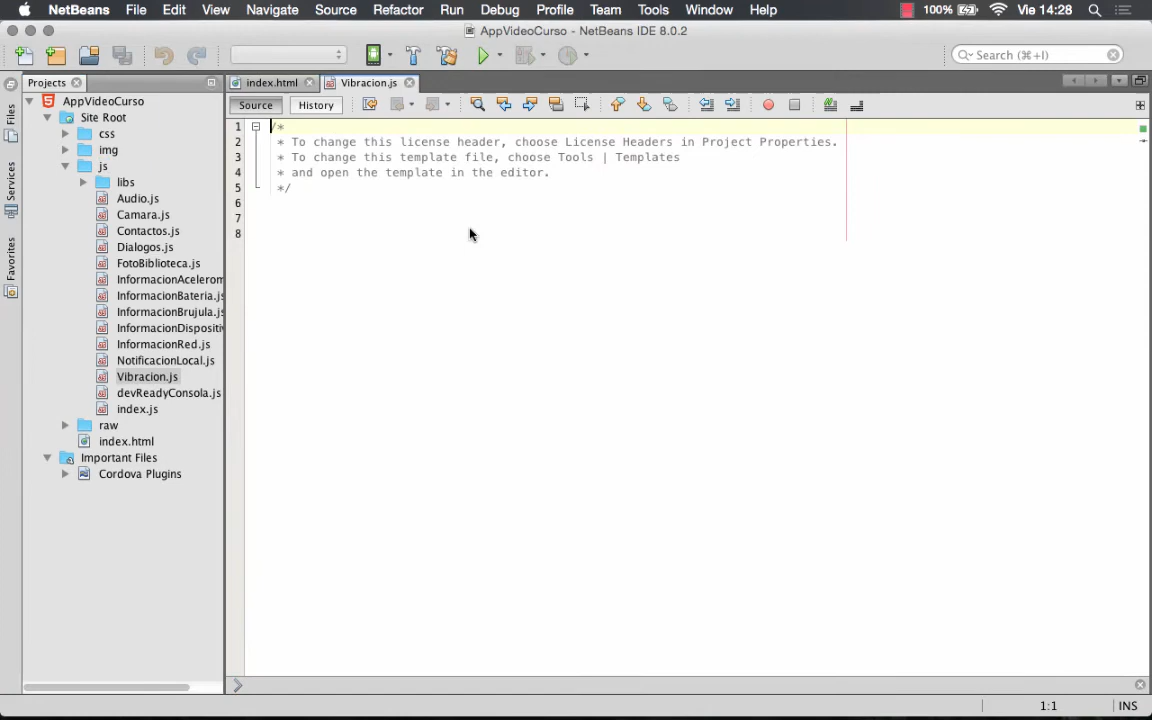 NetBeans File Edit View Navigate Source Refactor Run Debug Profile Team Tools Window Help 100% Vie 14:28
AppVideoCurso - NetBeans IDE 8.0.2
Search (⌘+I)
Projects index.html Vibracion.js
Source History
Files
Services
Favorites
AppVideoCurso
Site Root
css
img
js
libs
Audio.js
Camara.js
Contactos.js
Dialogos.js
FotoBiblioteca.js
InformacionAcelerom
InformacionBateria.js
InformacionBrujula.js
InformacionDispositiv
InformacionRed.js
NotificacionLocal.js
Vibracion.js
devReadyConsola.js
index.js
raw
index.html
Important Files
Cordova Plugins
1 /*
2 * To change this license header, choose License Headers in Project Properties.
3 * To change this template file, choose Tools | Templates
4 * and open the template in the editor.
5 */
6
7
8
1:1 INS